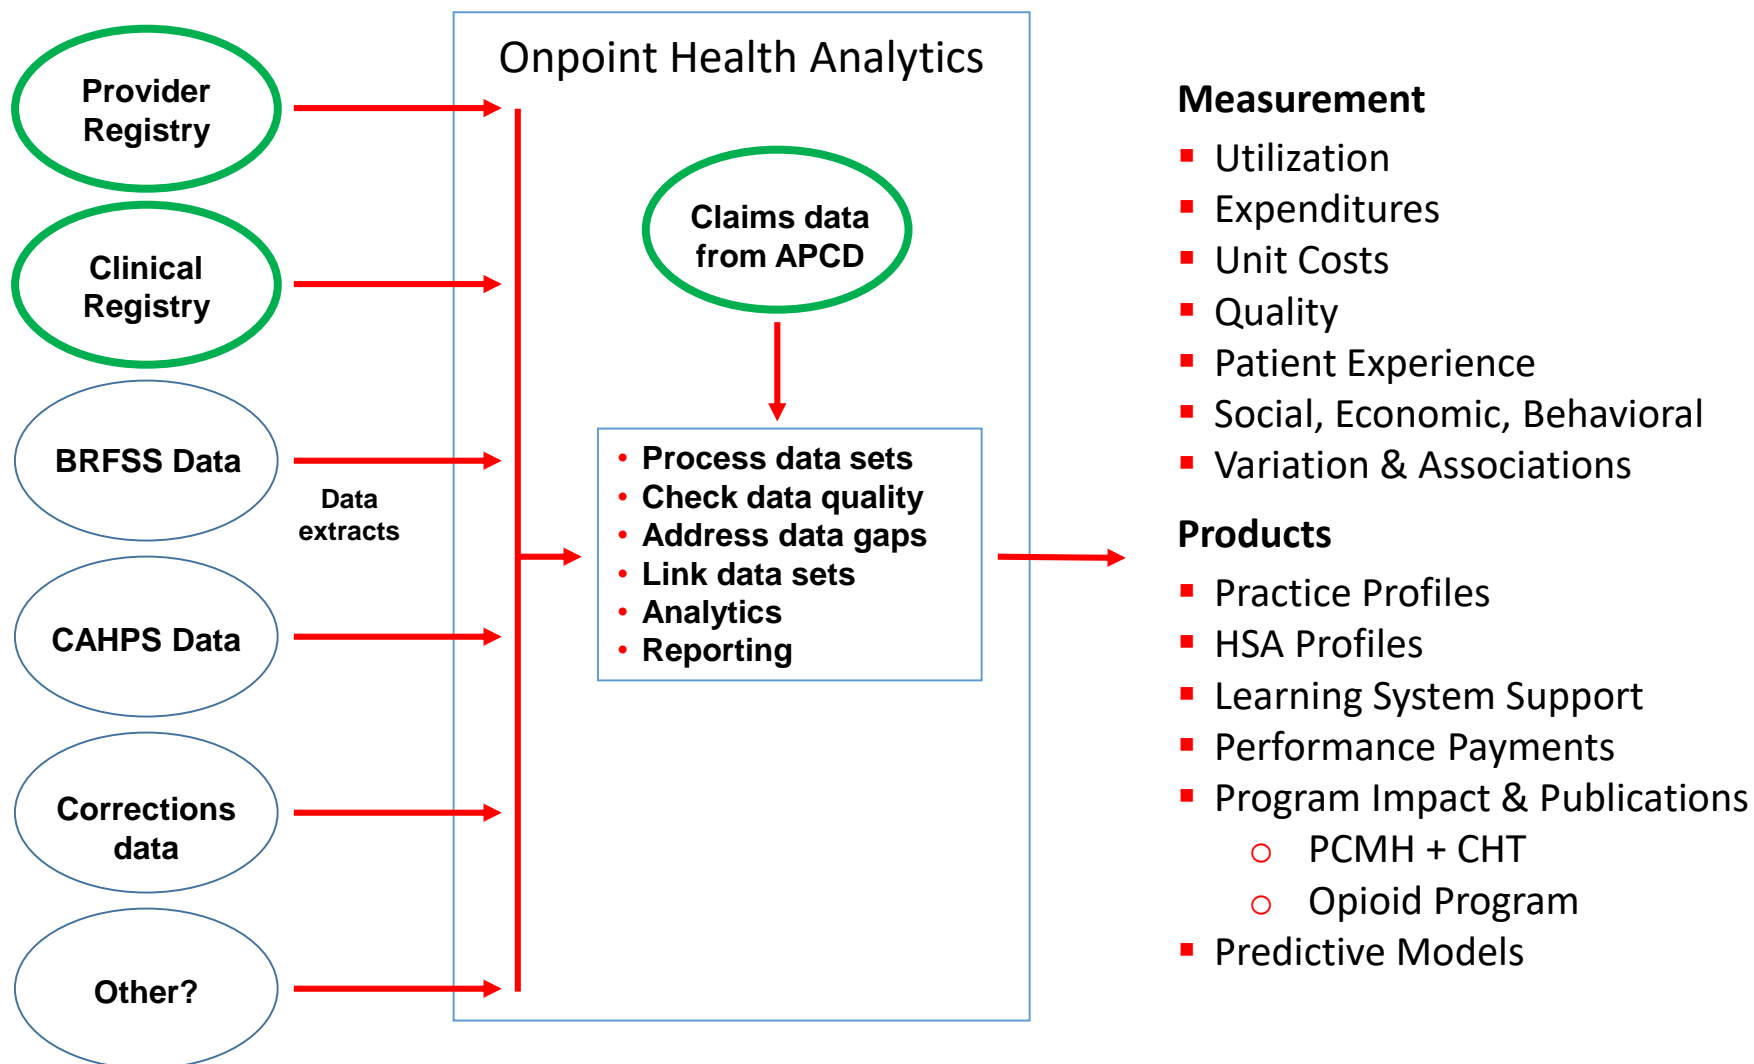 Provider
Registry
Clinical
Registry
BRFSS Data
CAHPS Data
Corrections
data
Other?
Data
extracts
Onpoint Health Analytics
Claims data
from APCD
• Process data sets
• Check data quality
• Address data gaps
• Link data sets
• Analytics
• Reporting
Measurement
▪ Utilization
▪ Expenditures
▪ Unit Costs
▪ Quality
▪ Patient Experience
▪ Social, Economic, Behavioral
▪ Variation & Associations
Products
▪ Practice Profiles
▪ HSA Profiles
▪ Learning System Support
▪ Performance Payments
▪ Program Impact & Publications
o PCMH + CHT
o Opioid Program
▪ Predictive Models